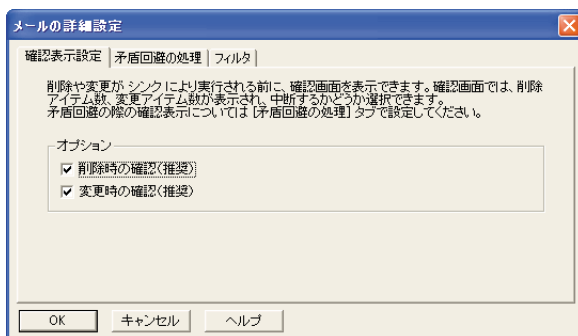 メールの詳細設定
確認表示設定 矛盾回避の処理 フィルタ
削除や変更が シンク により実行される前に、確認画面を表示できます。確認画面では、削除
アイテム数、変更アイテム数が表示され、中断するかどうか選択できます。
矛盾回避の際の確認表示については [矛盾回避の処理] タブで設定してください。
オプション
削除時の確認(推奨)
変更時の確認(推奨)
OK キャンセル ヘルプ